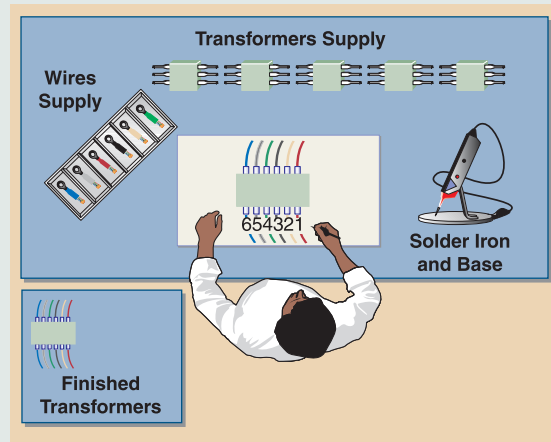 Transformers Supply
Wires
Supply
654321
Solder Iron
and Base
Finished
Transformers